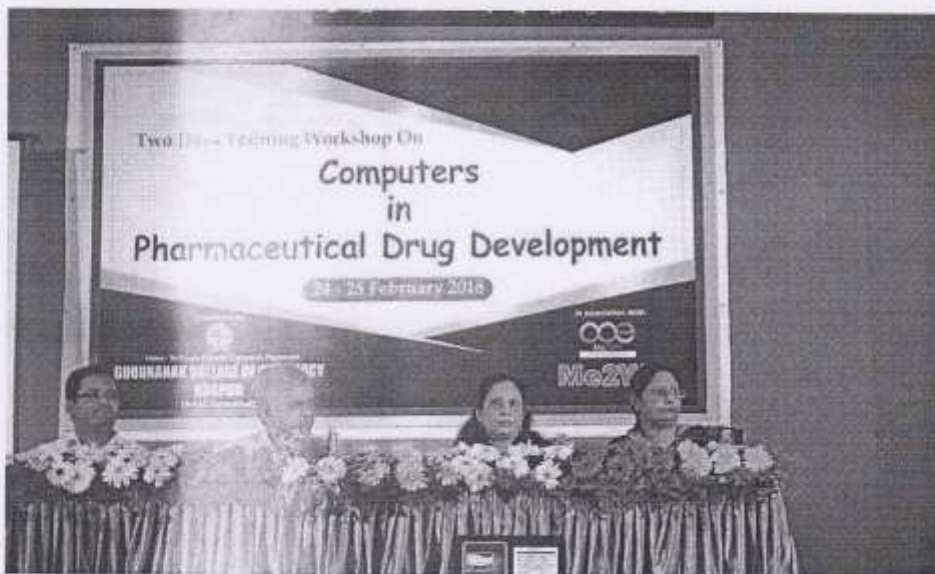 Two Days Training Workshop On
Computers
in
Pharmaceutical Drug Development
24 - 25 February 2018
In association with
GURUNANAK COLLEGE OF PHARMACY
Me2Y